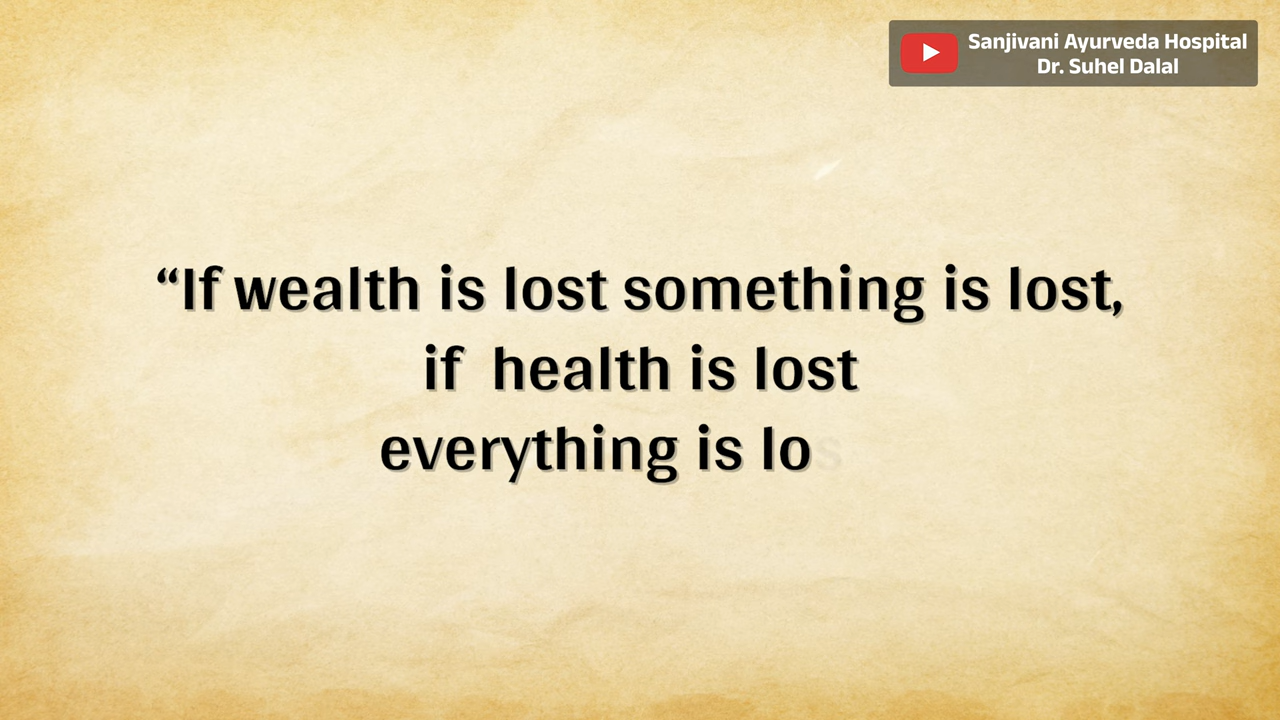 Sanjivani Ayurveda Hospital
Dr. Suhel Dalal
“If wealth is lost something is lost,
if health is lost
everything is los